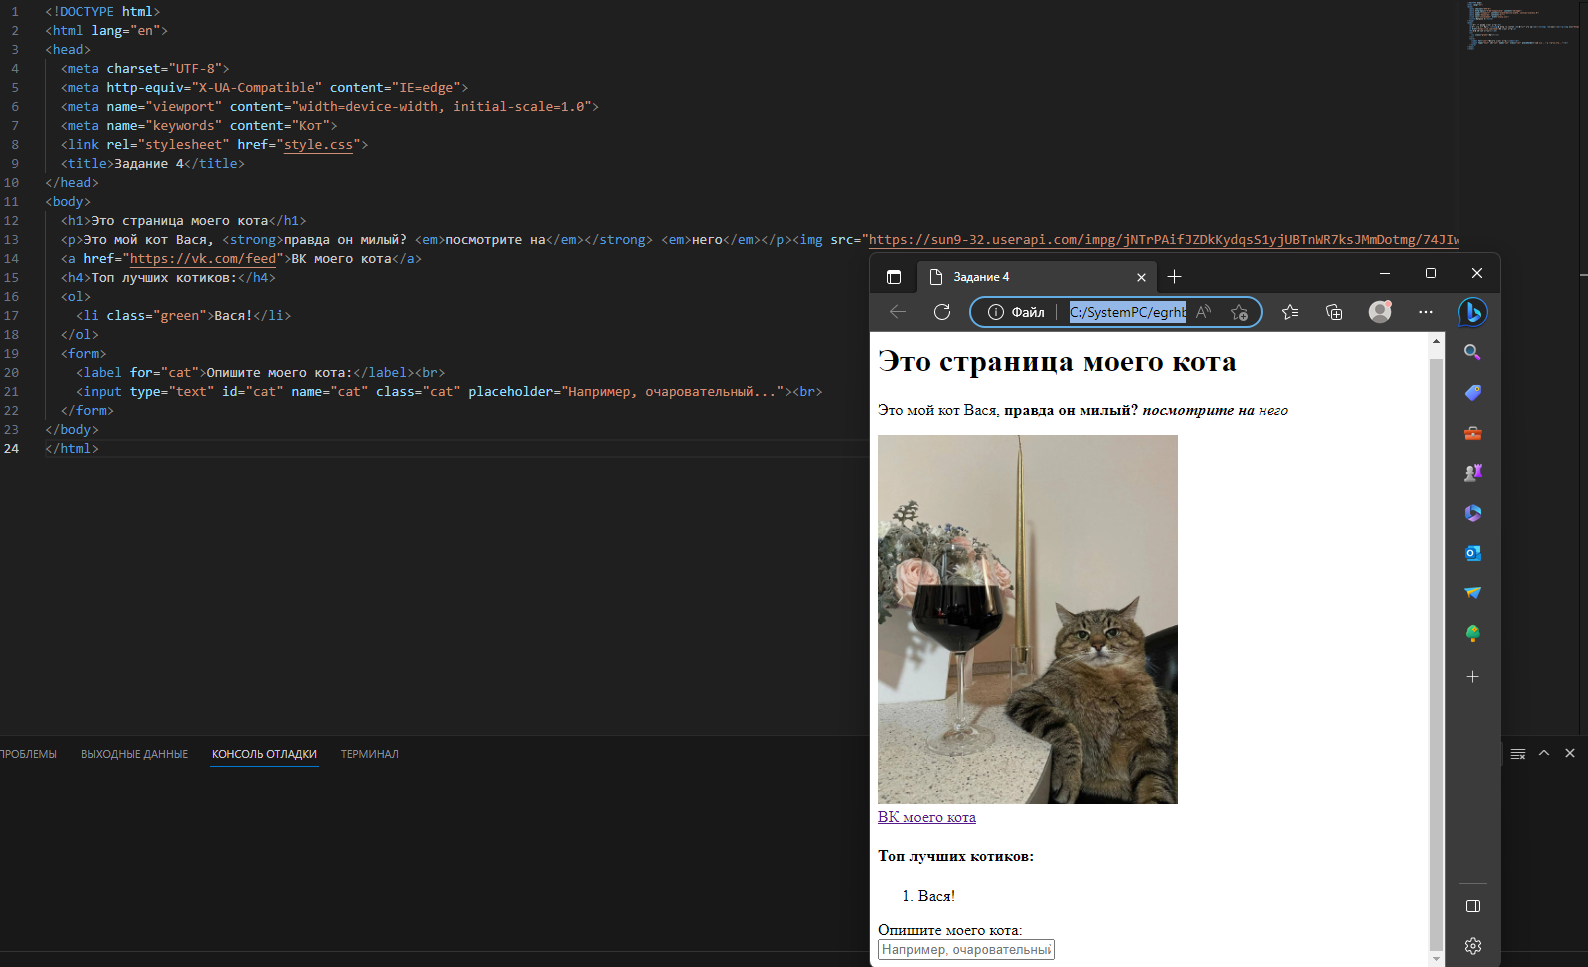 1 <!DOCTYPE html>
2 <html lang="en">
3 <head>
4 <meta charset="UTF-8">
5 <meta http-equiv="X-UA-Compatible" content="IE=edge">
6 <meta name="viewport" content="width=device-width, initial-scale=1.0">
7 <meta name="keywords" content="Кот">
8 <link rel="stylesheet" href="style.css">
9 <title>Задание 4</title>
10 </head>
11 <body>
12 <h1>Это страница моего кота</h1>
13 <p>Это мой кот Вася, <strong>правда он милый? <em>посмотрите на</em></strong> <em>него</em></p><img src="https://sun9-32.userapi.com/impg/jNTrPAifJZDkKydqsS1yjUBTnWR7ksJMmDotmg/74JIw
14 <a href="https://vk.com/feed">ВК моего кота</a>
15 <h4>Топ лучших котиков:</h4>
16 <ol>
17 <li class="green">Вася!</li>
18 </ol>
19 <form>
20 <label for="cat">Опишите моего кота:</label><br>
21 <input type="text" id="cat" name="cat" class="cat" placeholder="Например, очаровательный..."><br>
22 </form>
23 </body>
24 </html>
ПРОБЛЕМЫ ВЫХОДНЫЕ ДАННЫЕ КОНСОЛЬ ОТЛАДКИ ТЕРМИНАЛ
Задание 4
Файл C:/SystemPC/egrhb
Это страница моего кота
Это мой кот Вася, правда он милый? посмотрите на него
ВК моего кота
Топ лучших котиков:
1. Вася!
Опишите моего кота:
Например, очаровательный